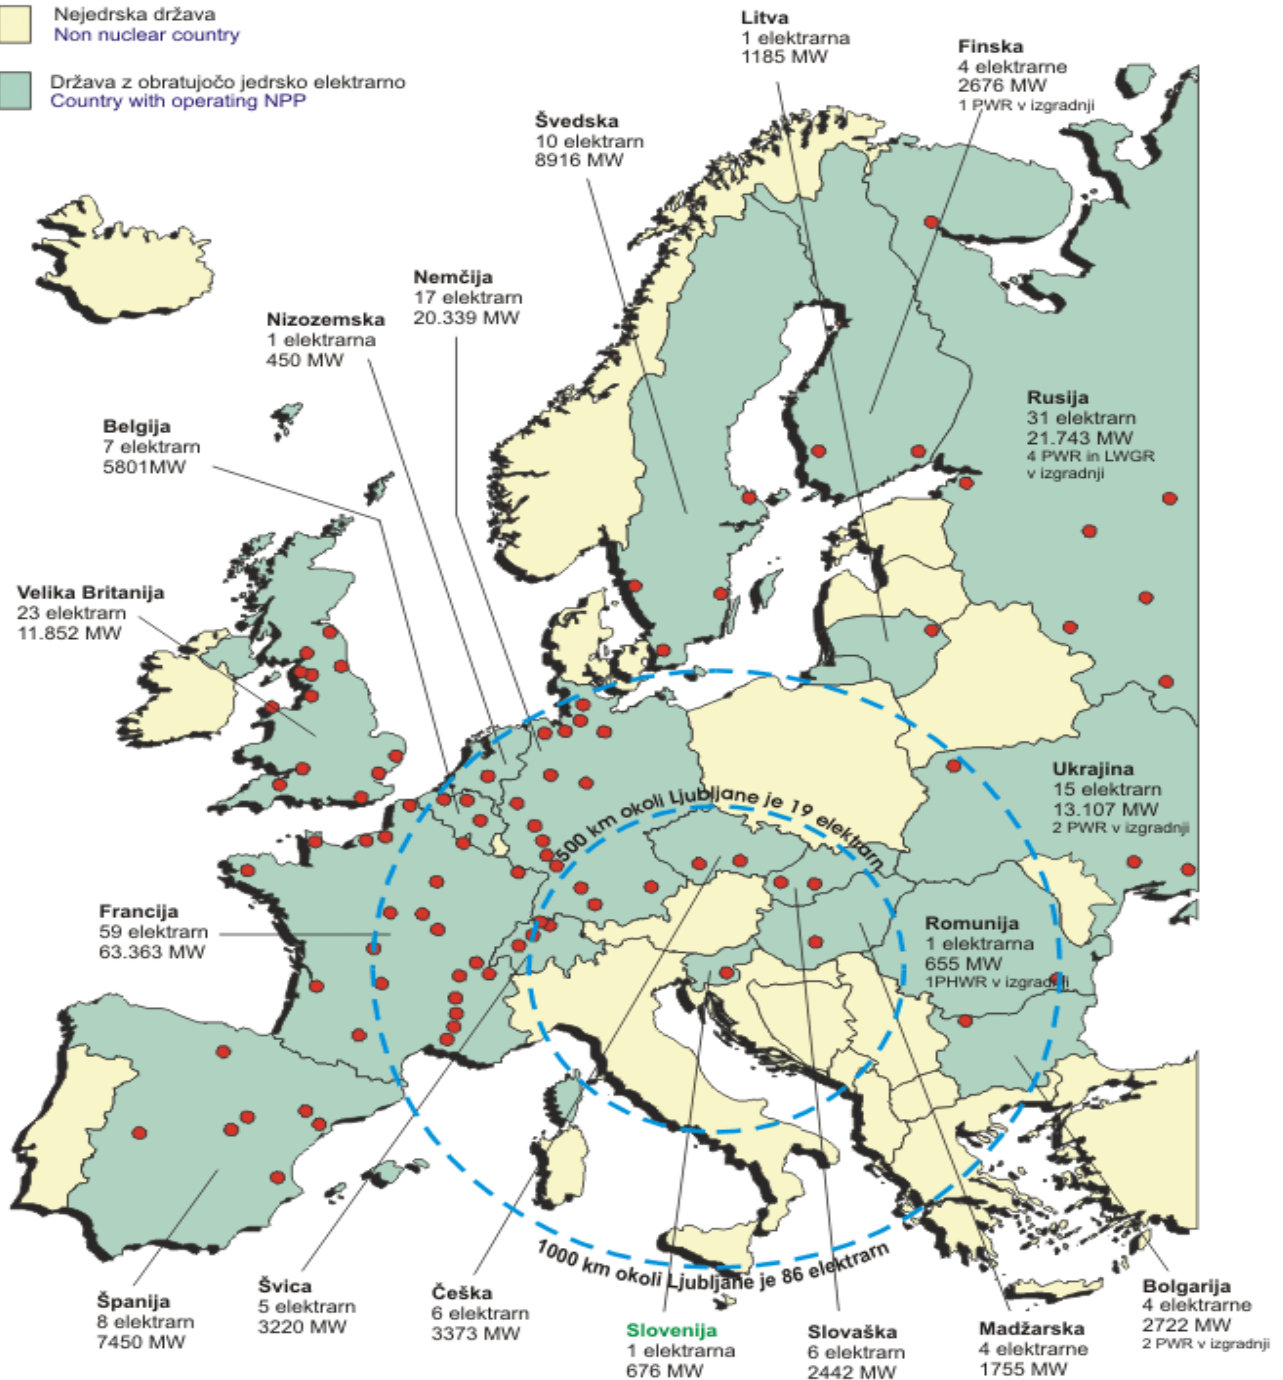 Nejedrska država
Non nuclear country
Država z obratujočo jedrsko elektrarno
Country with operating NPP
Litva
1 elektrarna
1185 MW
Finska
4 elektrarne
2676 MW
1 PWR v izgradnji
Švedska
10 elektrarn
8916 MW
Nemčija
17 elektrarn
20.339 MW
Nizozemska
1 elektrarna
450 MW
Belgija
7 elektrarn
5801MW
Rusija
31 elektrarn
21.743 MW
4 PWR in LWGR
v izgradnji
Velika Britanija
23 elektrarn
11.852 MW
Ukrajina
15 elektrarn
13.107 MW
2 PWR v izgradnji
500 km okoli Ljubljane je 19 elektrarn
Francija
59 elektrarn
63.363 MW
Romunija
1 elektrarna
655 MW
1PHWR v izgradnji
1000 km okoli Ljubljane je 86 elektrarn
Španija
8 elektrarn
7450 MW
Švica
5 elektrarn
3220 MW
Češka
6 elektrarn
3373 MW
Slovenija
1 elektrarna
676 MW
Slovaška
6 elektrarn
2442 MW
Madžarska
4 elektrarne
1755 MW
Bolgarija
4 elektrarne
2722 MW
2 PWR v izgradnji